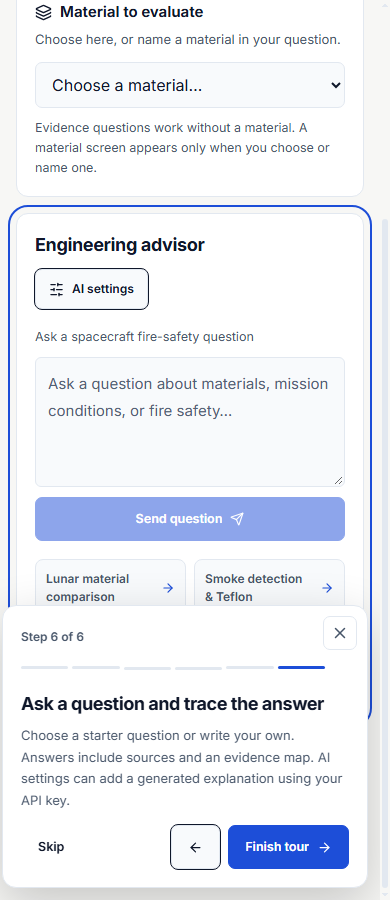 Material to evaluate
Choose here, or name a material in your question.
Choose a material...
Evidence questions work without a material. A
material screen appears only when you choose or
name one.
Engineering advisor
AI settings
Ask a spacecraft fire-safety question
Ask a question about materials, mission
conditions, or fire safety...
Send question
Lunar material
comparison
Smoke detection
& Teflon
Step 6 of 6
Ask a question and trace the answer
Choose a starter question or write your own.
Answers include sources and an evidence map. AI
settings can add a generated explanation using your
API key.
Skip
Finish tour